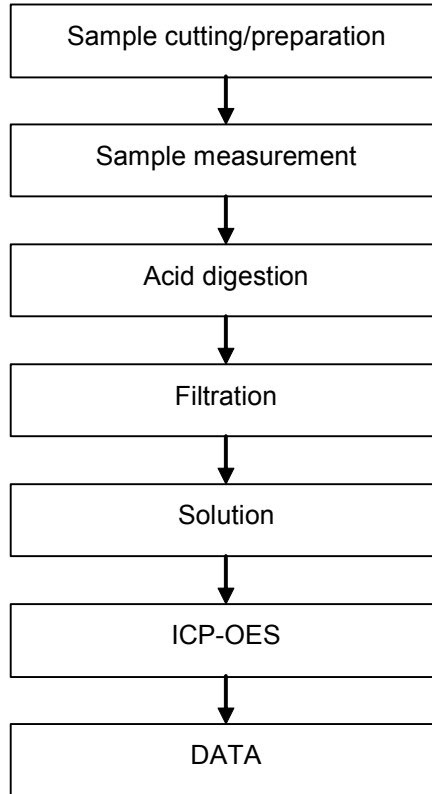 Sample cutting/preparation
Sample measurement
Acid digestion
Filtration
Solution
ICP-OES
DATA